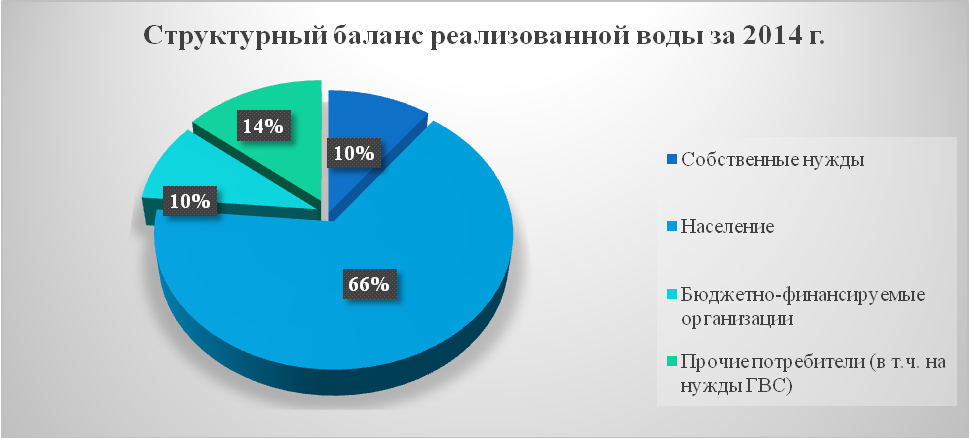 Структурный баланс реализованной воды за 2014 г.
14%
10%
10%
66%
Собственные нужды
Население
Бюджетно-финансируемые
организации
Прочие потребители (в т.ч. на
нужды ГВС)